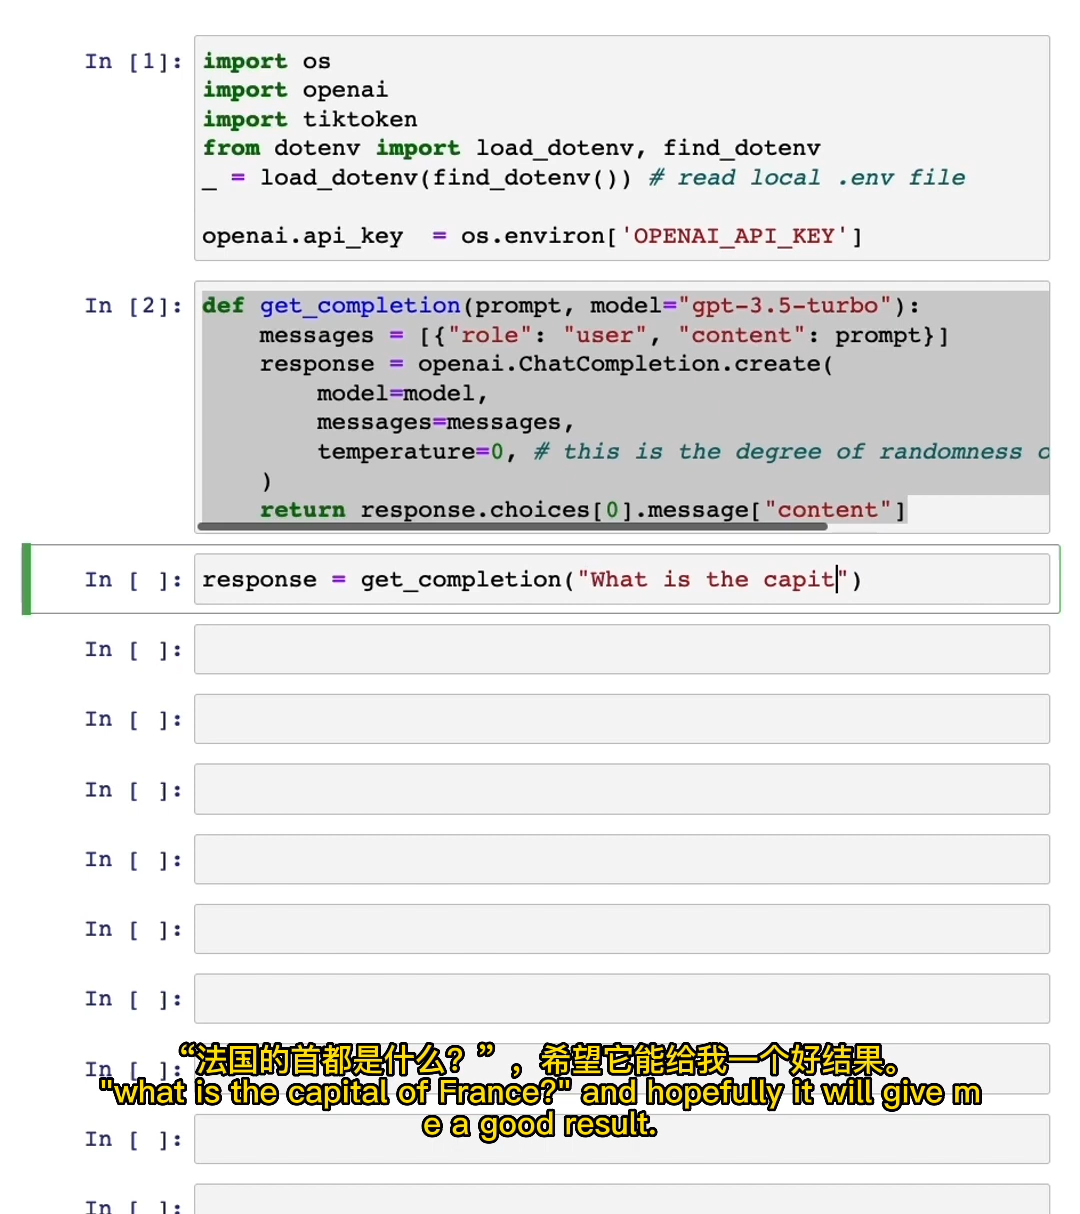 In [1]:
import os
import openai
import tiktoken
from dotenv import load_dotenv, find_dotenv
_ = load_dotenv(find_dotenv()) # read local .env file
openai.api_key  = os.environ['OPENAI_API_KEY']
In [2]:
def get_completion(prompt, model="gpt-3.5-turbo"):
    messages = [{"role": "user", "content": prompt}]
    response = openai.ChatCompletion.create(
        model=model,
        messages=messages,
        temperature=0, # this is the degree of randomness
    )
    return response.choices[0].message["content"]
In [ ]: response = get_completion("What is the capit")
In [ ]:
In [ ]:
In [ ]:
In [ ]:
In [ ]:
In [ ]:
In [ ]:
“法国的首都是什么？”，希望它能给我一个好结果。
"what is the capital of France?" and hopefully it will give m
e a good result.
In [ ]:
In [ ]: